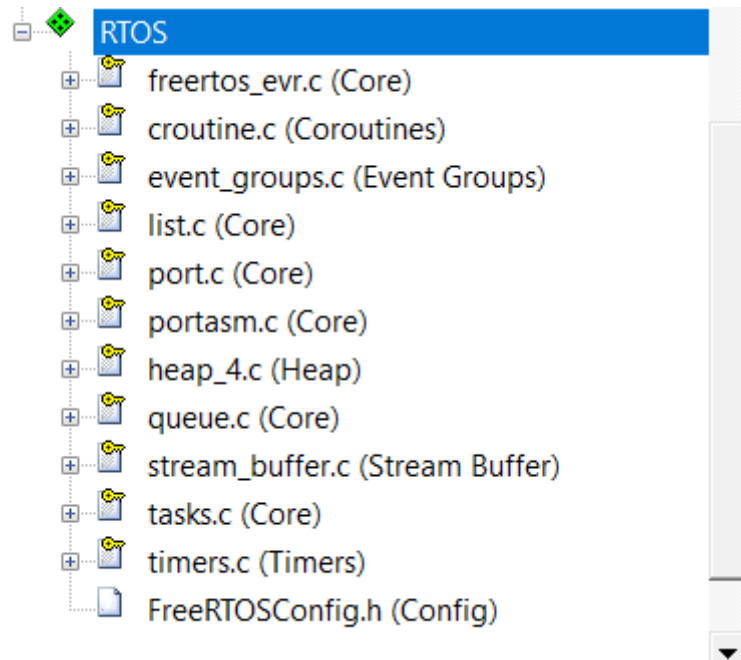 RTOS
freertos_evr.c (Core)
croutine.c (Coroutines)
event_groups.c (Event Groups)
list.c (Core)
port.c (Core)
portasm.c (Core)
heap_4.c (Heap)
queue.c (Core)
stream_buffer.c (Stream Buffer)
tasks.c (Core)
timers.c (Timers)
FreeRTOSConfig.h (Config)